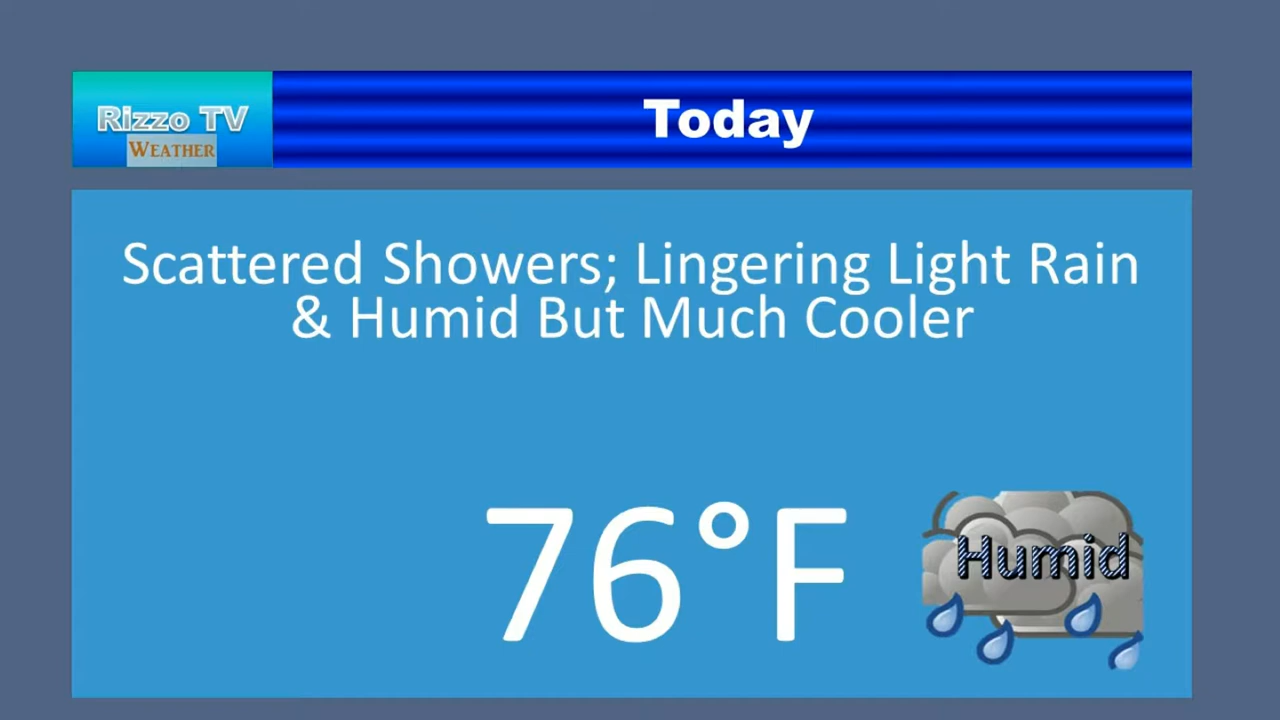 Rizzo TV
Weather
Today
Scattered Showers; Lingering Light Rain
& Humid But Much Cooler
76°F
Humid